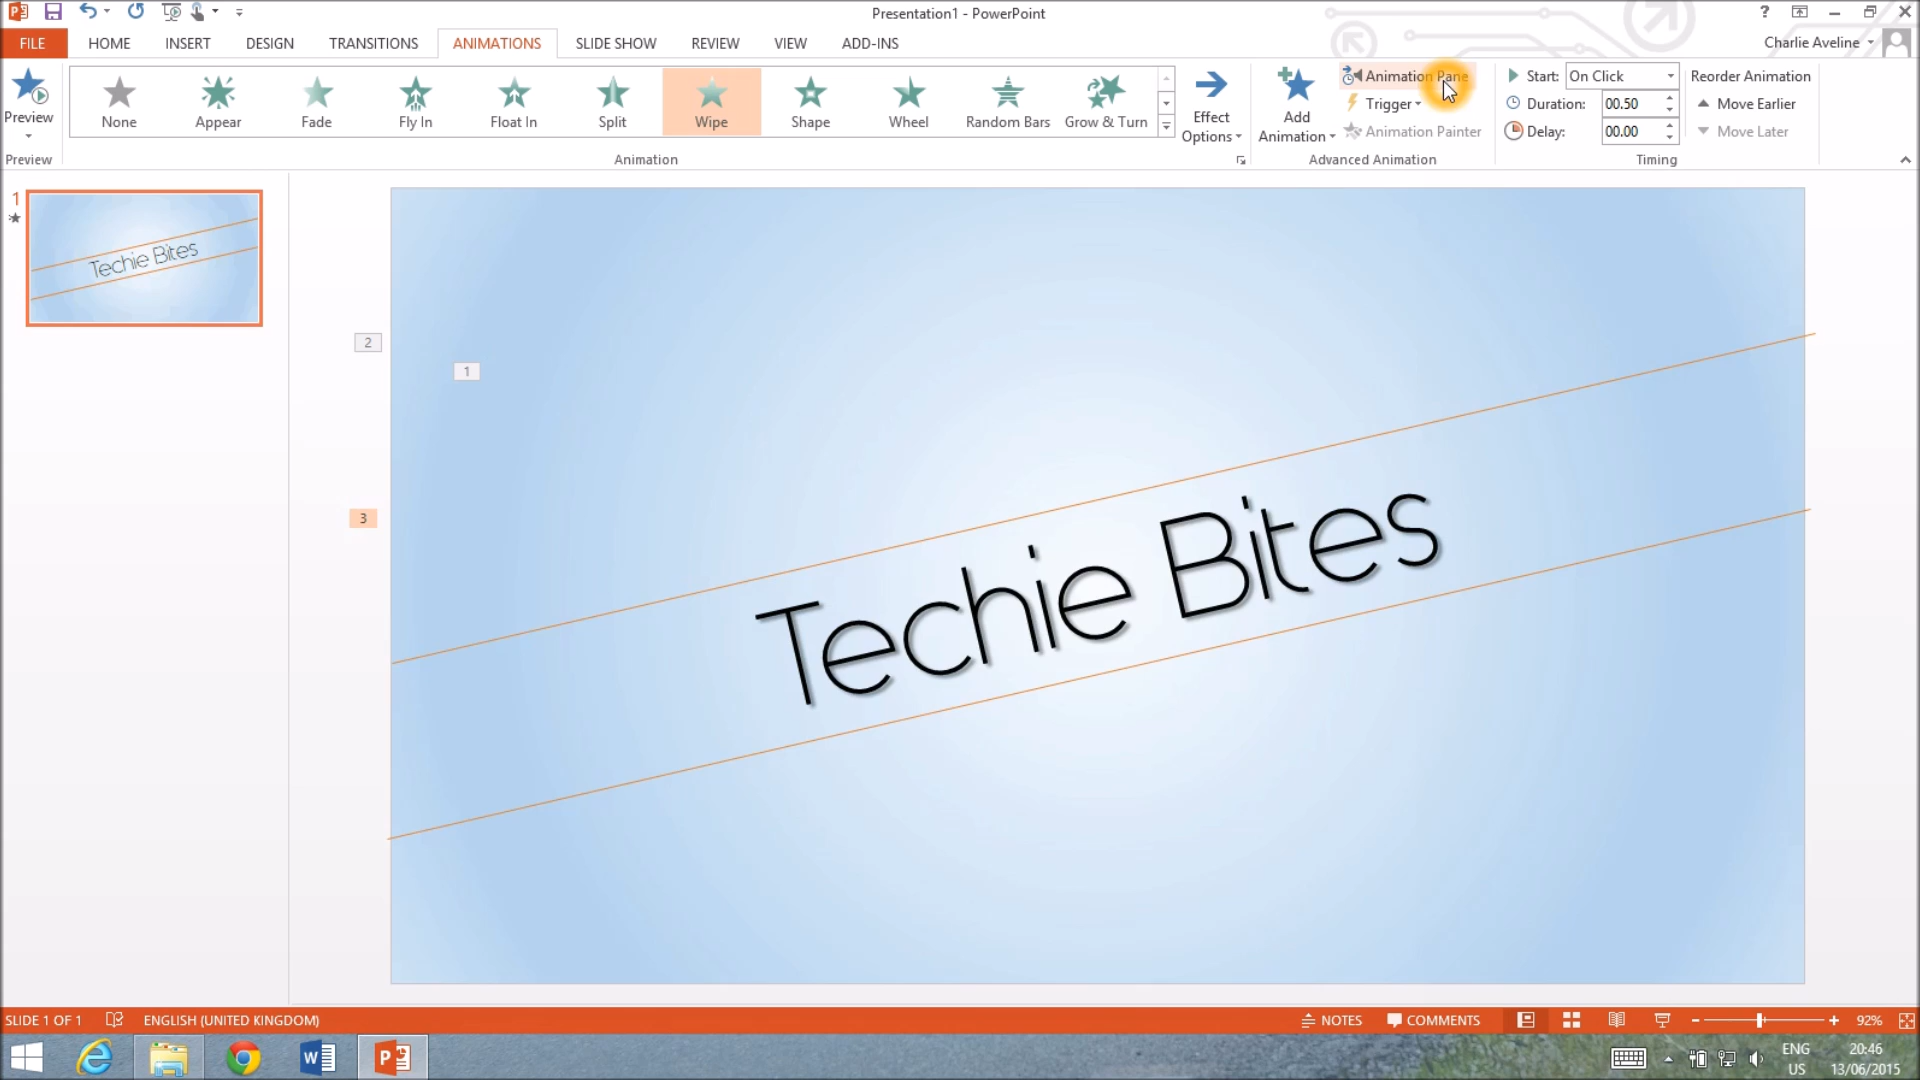 Presentation1 - PowerPoint
?
FILE HOME INSERT DESIGN TRANSITIONS ANIMATIONS SLIDE SHOW REVIEW VIEW ADD-INS
Charlie Aveline
Preview
None Appear Fade Fly In Float In Split Wipe Shape Wheel Random Bars Grow & Turn
Effect Options
Add Animation
Animation Pane
Trigger
Animation Painter
Start: On Click
Duration: 00.50
Delay: 00.00
Reorder Animation
Move Earlier
Move Later
Preview Animation Advanced Animation Timing
1
Techie Bites
2
1
3
Techie Bites
SLIDE 1 OF 1 ENGLISH (UNITED KINGDOM) NOTES COMMENTS 92%
ENG 20:46
US 13/06/2015